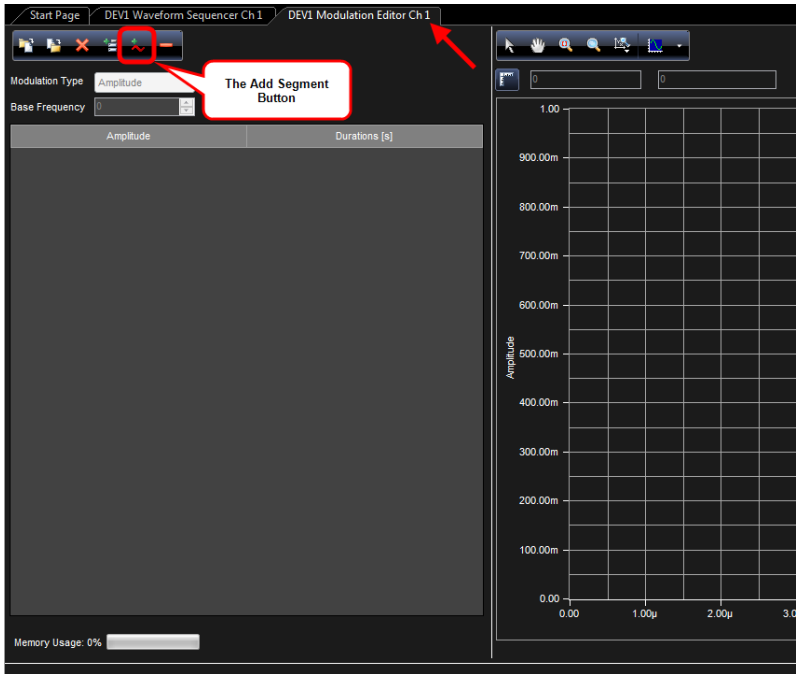 Start Page
DEV1 Waveform Sequencer Ch 1
DEV1 Modulation Editor Ch 1
Modulation Type
Amplitude
Base Frequency
0
The Add Segment
Button
Amplitude
Durations [s]
Memory Usage: 0%
0
0
1.00
900.00m
800.00m
700.00m
600.00m
500.00m
400.00m
300.00m
200.00m
100.00m
0.00
Amplitude
0.00
1.00µ
2.00µ
3.0